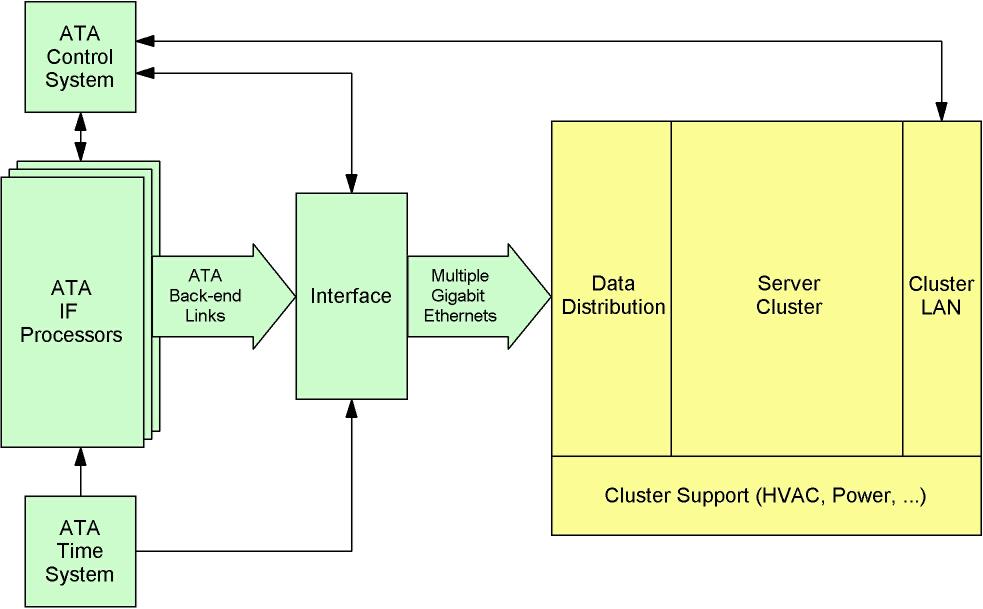 ATA
Control
System
ATA
IF
Processors
ATA
Back-end
Links
Interface
Multiple
Gigabit
Ethernets
Data
Distribution
Server
Cluster
Cluster
LAN
Cluster Support (HVAC, Power, ...)
ATA
Time
System